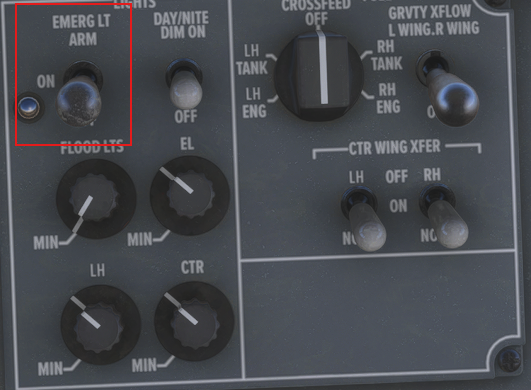 LIGHTS
EMERG LT
ARM
ON
DAY/NITE
DIM ON
OFF
FLOOD LTS
EL
MIN
MIN
LH
CTR
MIN
MIN
CROSSFEED
OFF
LH
TANK
RH
TANK
LH
ENG
RH
ENG
GRVTY XFLOW
L WING.R WING
CTR WING XFER
LH
OFF
RH
ON